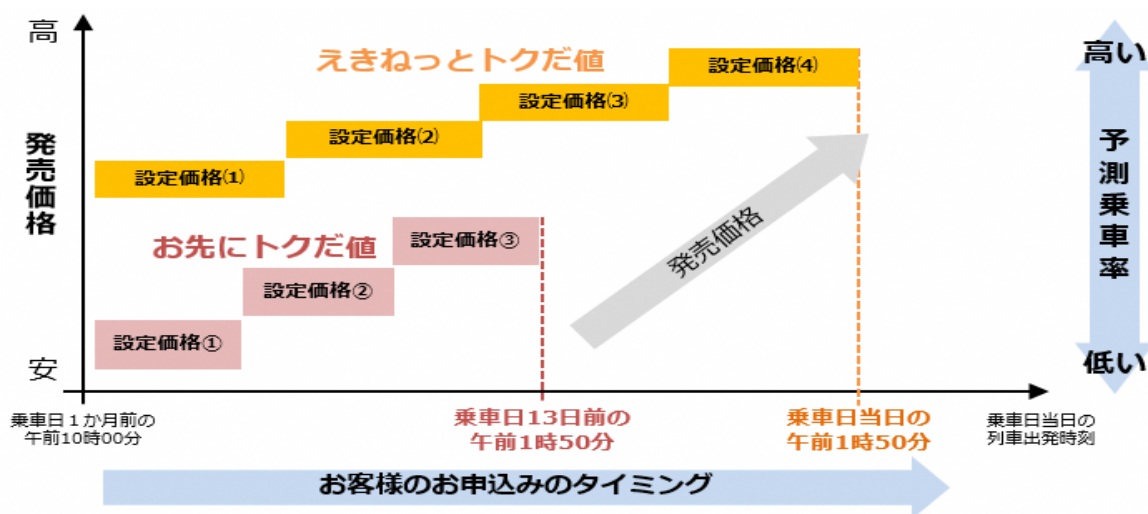 高
発売価格
安
えきねっとトクだ値
設定価格⑴
設定価格⑵
設定価格⑶
設定価格⑷
お先にトクだ値
設定価格①
設定価格②
設定価格③
発売価格
高い
予測乗車率
低い
乗車日１か月前の
午前10時00分
乗車日13日前の
午前1時50分
乗車日当日の
午前1時50分
乗車日当日の
列車出発時刻
お客様のお申込みのタイミング